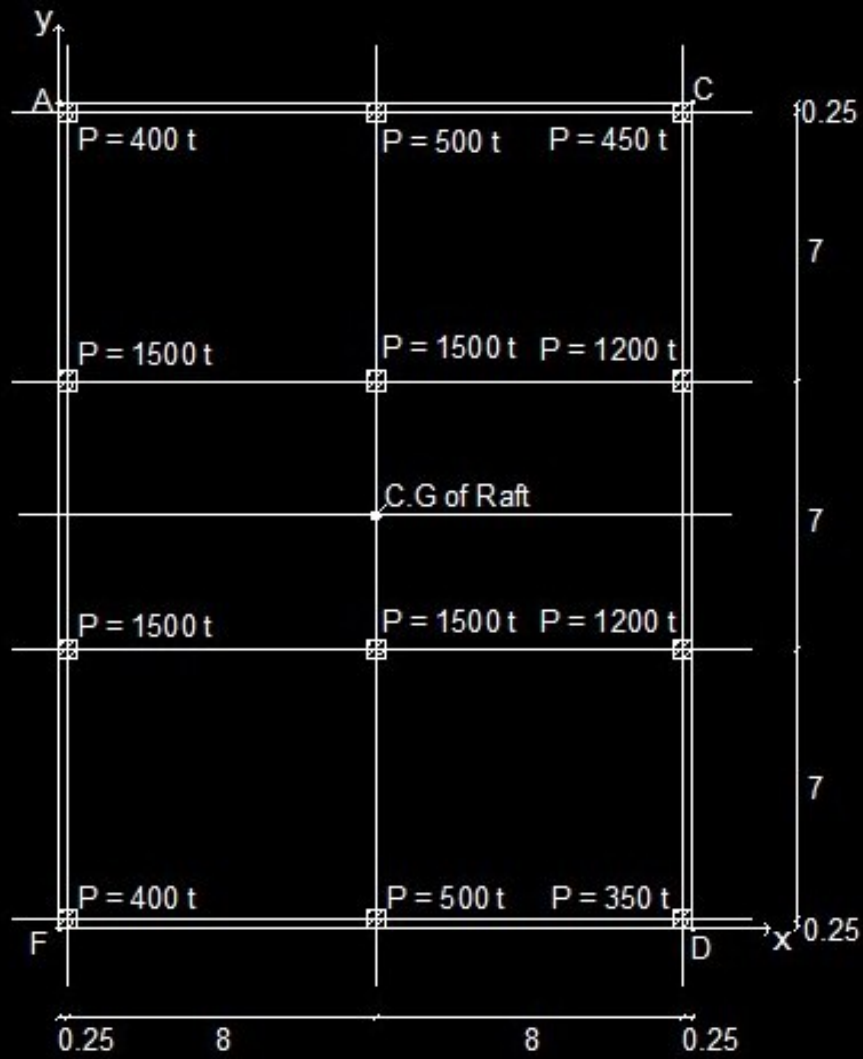 y
A
C
0.25
P = 400 t
P = 500 t
P = 450 t
7
P = 1500 t
P = 1500 t
P = 1200 t
C.G of Raft
7
P = 1500 t
P = 1500 t
P = 1200 t
7
P = 400 t
P = 500 t
P = 350 t
F
D
x
0.25
0.25
8
8
0.25